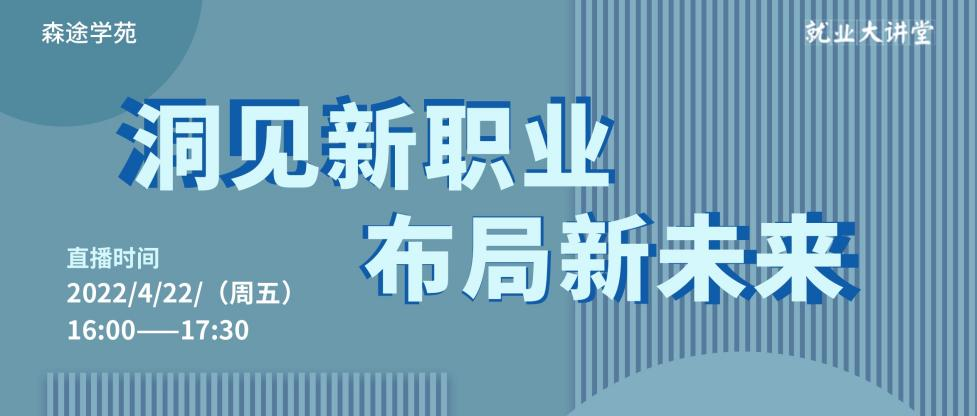 森途学苑
就业大讲堂
洞见新职业
布局新未来
直播时间
2022/4/22/（周五）
16:00——17:30